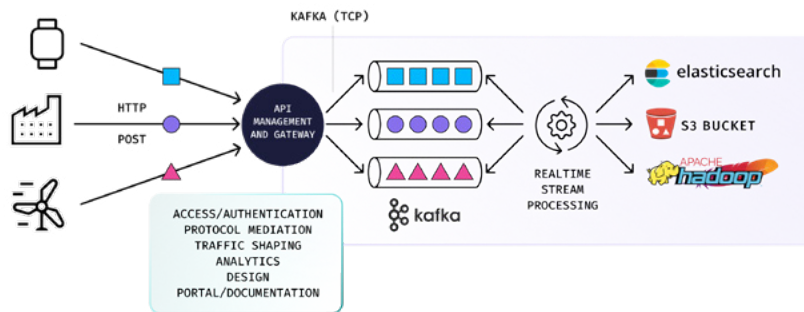 KAFKA (TCP)
HTTP
POST
API
MANAGEMENT
AND GATEWAY
ACCESS/AUTHENTICATION
PROTOCOL MEDIATION
TRAFFIC SHAPING
ANALYTICS
DESIGN
PORTAL/DOCUMENTATION
kafka
REALTIME
STREAM
PROCESSING
elasticsearch
S3 BUCKET
APACHE
hadoop